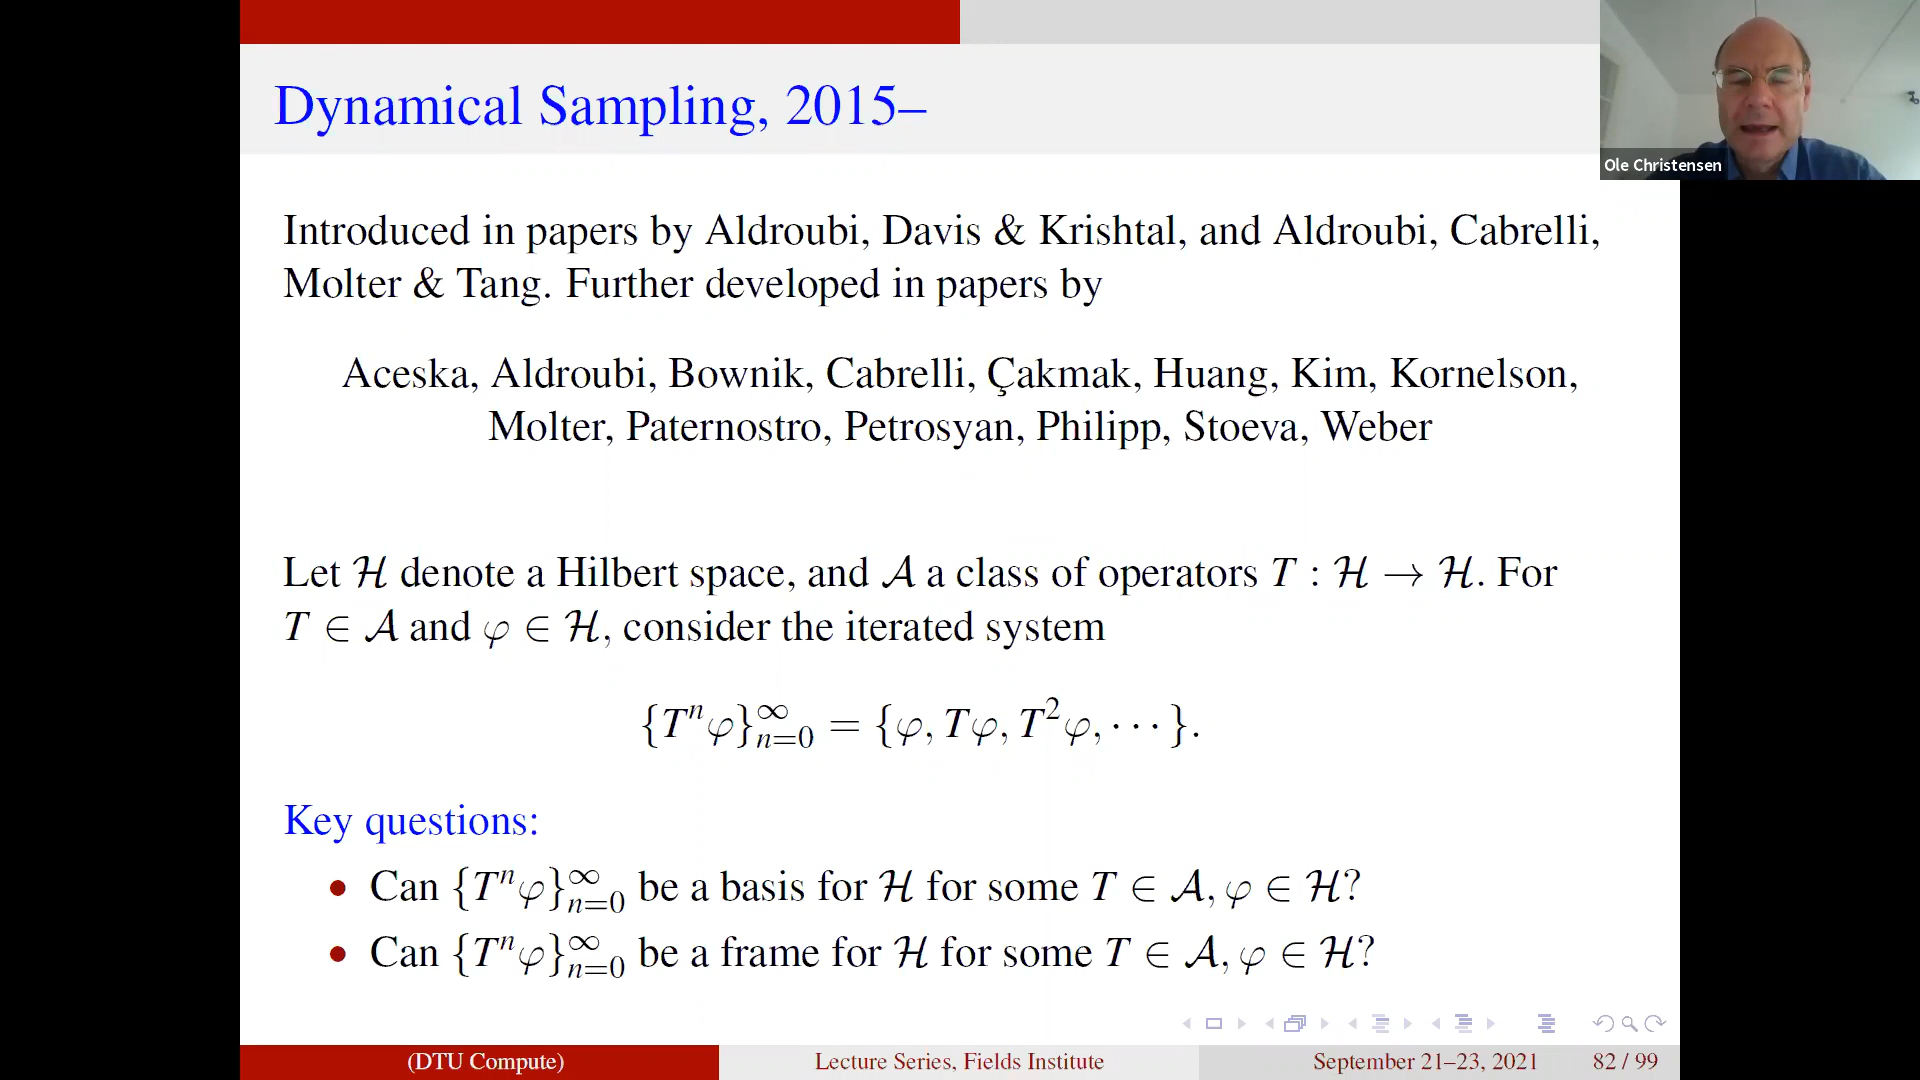 Dynamical Sampling, 2015–
Ole Christensen
Introduced in papers by Aldroubi, Davis & Krishtal, and Aldroubi, Cabrelli,
Molter & Tang. Further developed in papers by
Aceska, Aldroubi, Bownik, Cabrelli, Çakmak, Huang, Kim, Kornelson,
Molter, Paternostro, Petrosyan, Philipp, Stoeva, Weber
Let ℋ denote a Hilbert space, and 𝒜 a class of operators T : ℋ → ℋ. For
T ∈ 𝒜 and φ ∈ ℋ, consider the iterated system
{Tⁿφ}_{n=0}^∞ = {φ, Tφ, T²φ, ⋯}.
Key questions:
• Can {Tⁿφ}_{n=0}^∞ be a basis for ℋ for some T ∈ 𝒜, φ ∈ ℋ?
• Can {Tⁿφ}_{n=0}^∞ be a frame for ℋ for some T ∈ 𝒜, φ ∈ ℋ?
(DTU Compute) Lecture Series, Fields Institute September 21–23, 2021 82 / 99